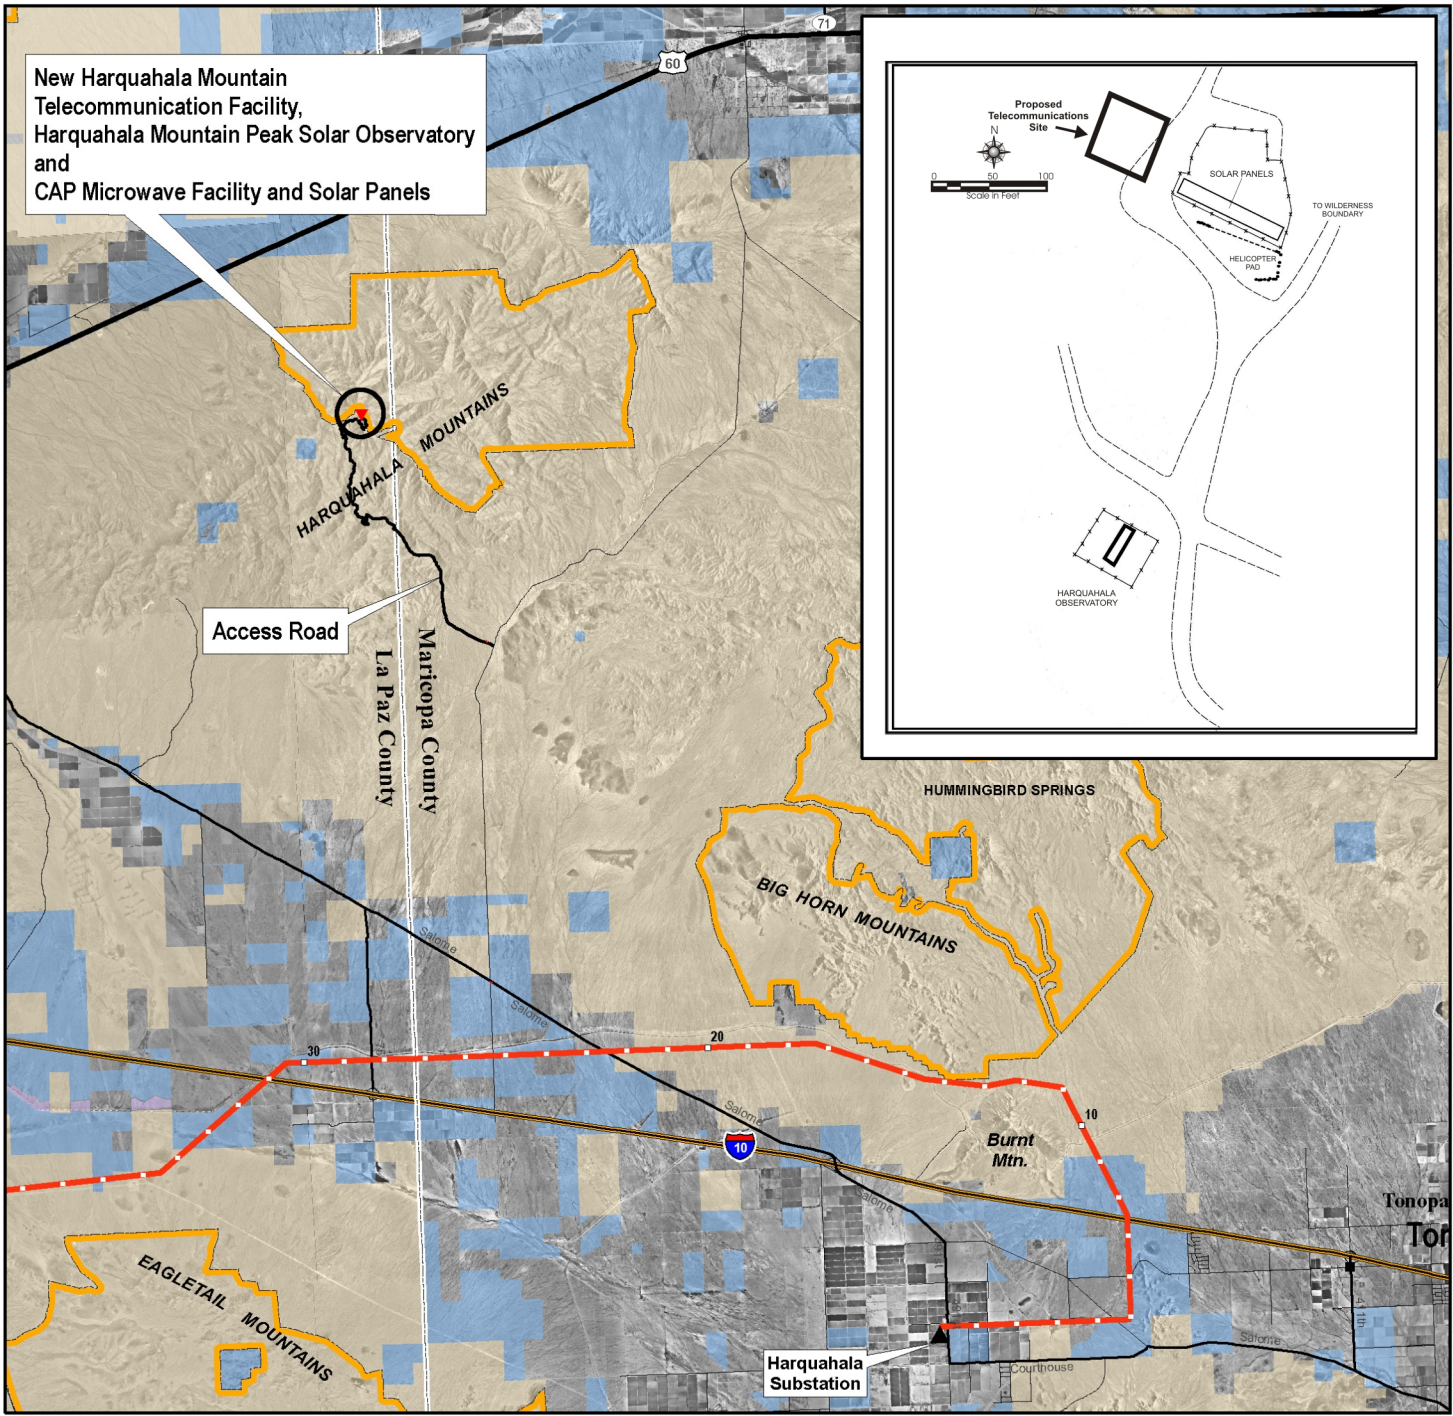 71
60
New Harquahala Mountain
Telecommunication Facility,
Harquahala Mountain Peak Solar Observatory
and
CAP Microwave Facility and Solar Panels
Proposed
Telecommunications
Site
N
0 50 100
Scale in Feet
SOLAR PANELS
TO WILDERNESS
BOUNDARY
HELICOPTER
PAD
HARQUAHALA
OBSERVATORY
HARQUAHALA MOUNTAINS
Access Road
Maricopa County
La Paz County
HUMMINGBIRD SPRINGS
BIG HORN MOUNTAINS
Salome
Salome
30
20
10
Salome
10
Burnt
Mtn.
Salome
Tonopa
Tor
EAGLETAIL MOUNTAINS
411th
Salome
Harquahala
Substation
Courthouse